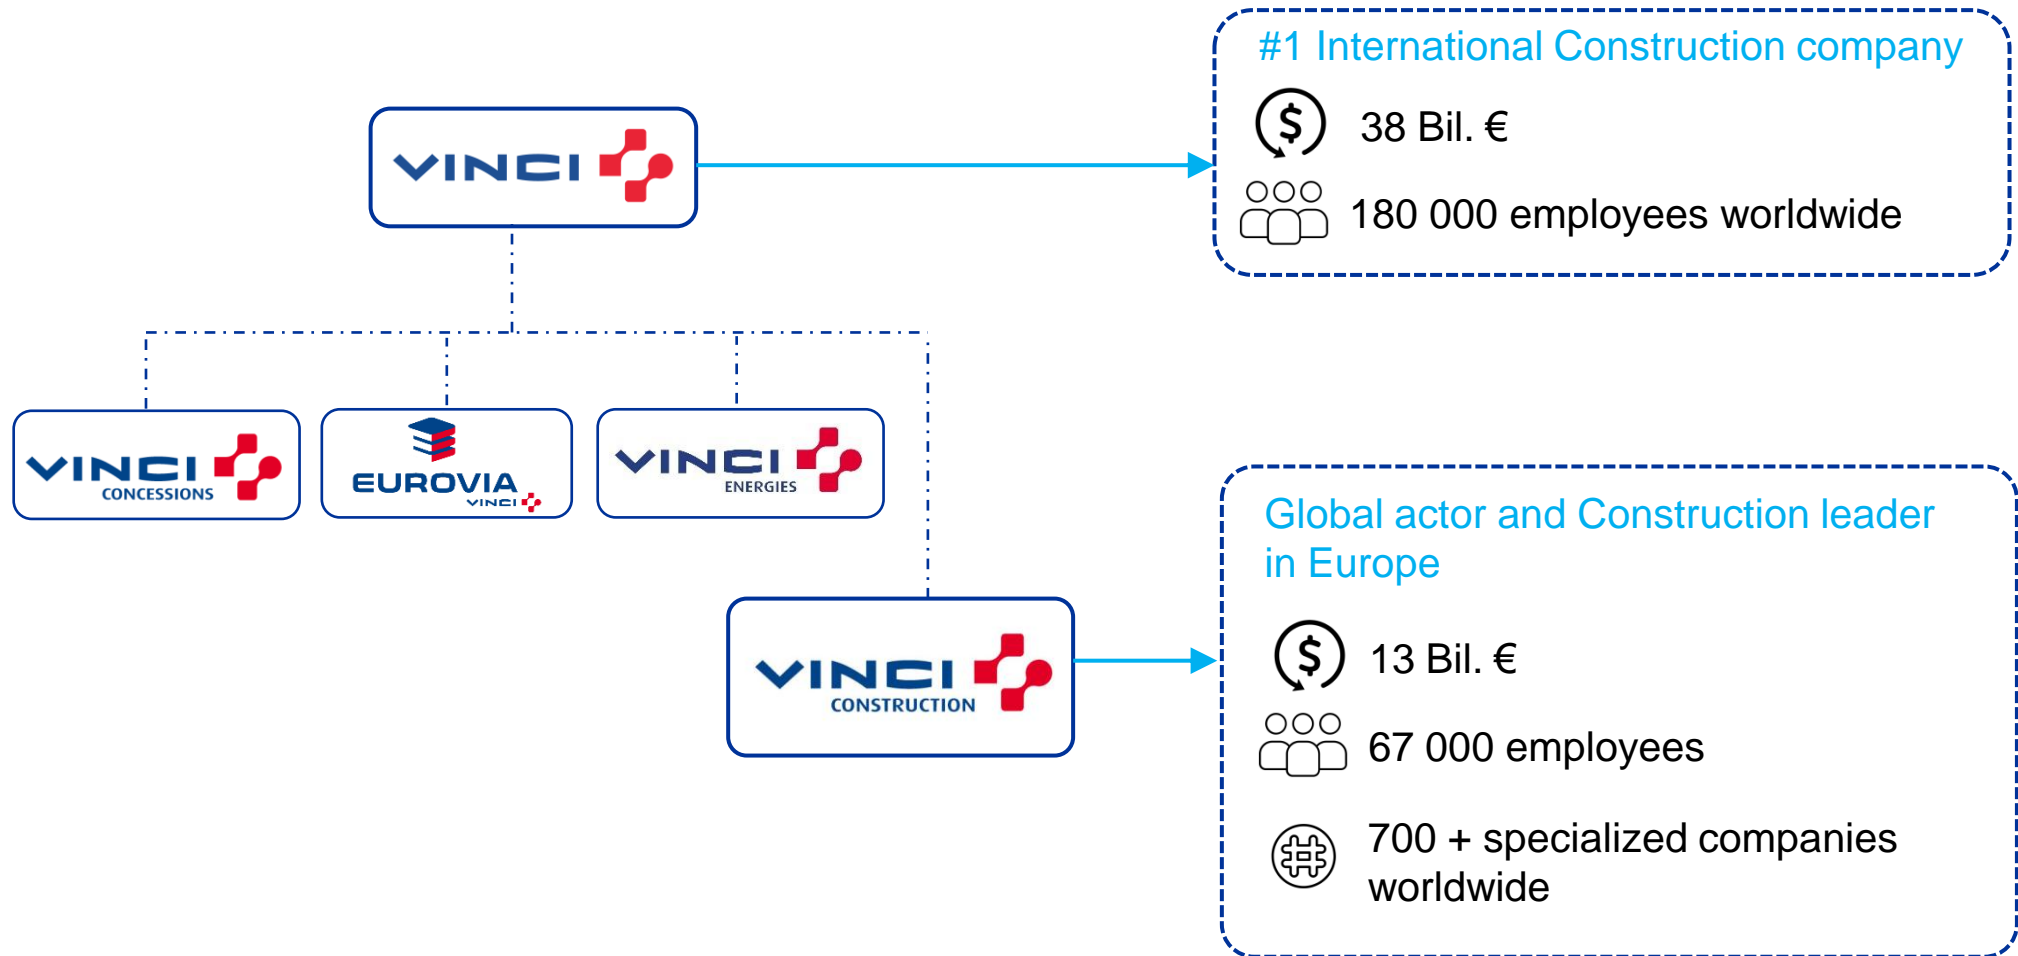 #1 International Construction company
38 Bil. €
180 000 employees worldwide
VINCI
VINCI
CONCESSIONS
EUROVIA
VINCI
VINCI
ENERGIES
VINCI
CONSTRUCTION
Global actor and Construction leader
in Europe
13 Bil. €
67 000 employees
700 + specialized companies
worldwide